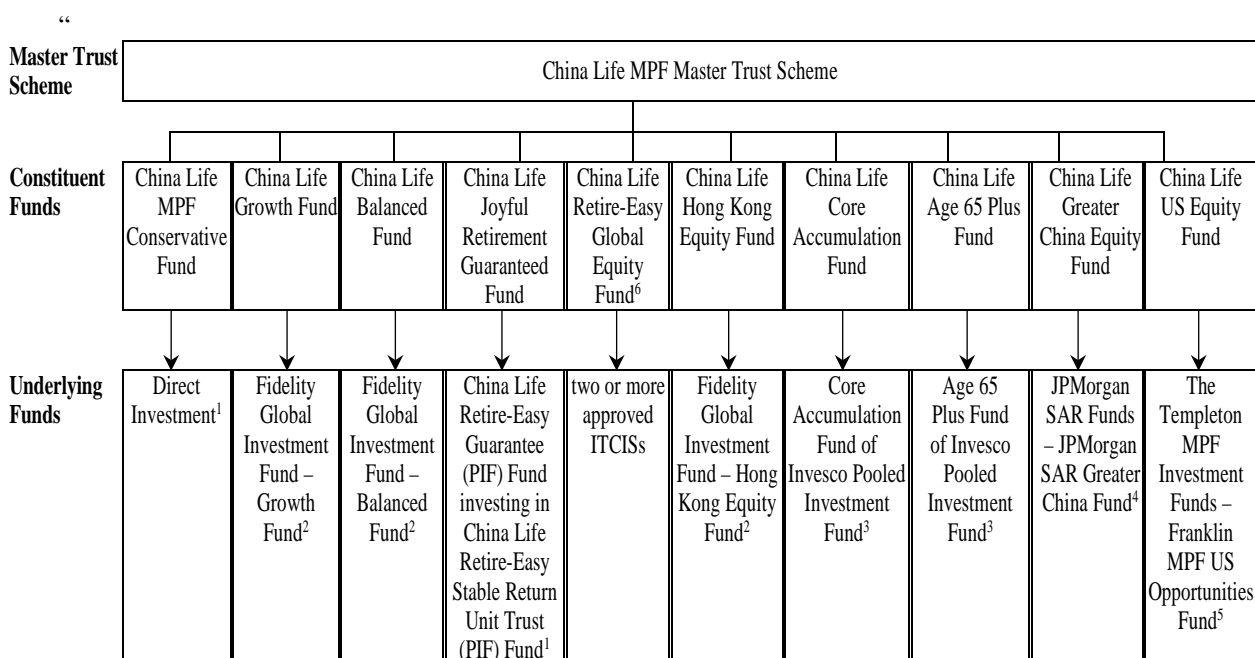 “
Master Trust
Scheme
China Life MPF Master Trust Scheme
Constituent
Funds
China Life
MPF
Conservative
Fund
China Life
Growth Fund
China Life
Balanced
Fund
China Life
Joyful
Retirement
Guaranteed
Fund
China Life
Retire-Easy
Global
Equity
Fund⁶
China Life
Hong Kong
Equity Fund
China Life
Core
Accumulation
Fund
China Life
Age 65 Plus
Fund
China Life
Greater
China Equity
Fund
China Life
US Equity
Fund
Underlying
Funds
Direct
Investment¹
Fidelity
Global
Investment
Fund –
Growth
Fund²
Fidelity
Global
Investment
Fund –
Balanced
Fund²
China Life
Retire-Easy
Guarantee
(PIF) Fund
investing in
China Life
Retire-Easy
Stable Return
Unit Trust
(PIF) Fund¹
two or more
approved
ITCISs
Fidelity
Global
Investment
Fund – Hong
Kong Equity
Fund²
Core
Accumulation
Fund of
Invesco Pooled
Investment
Fund³
Age 65
Plus Fund
of Invesco
Pooled
Investment
Fund³
JPMorgan
SAR Funds
– JPMorgan
SAR Greater
China Fund⁴
The
Templeton
MPF
Investment
Funds –
Franklin
MPF US
Opportunities
Fund⁵